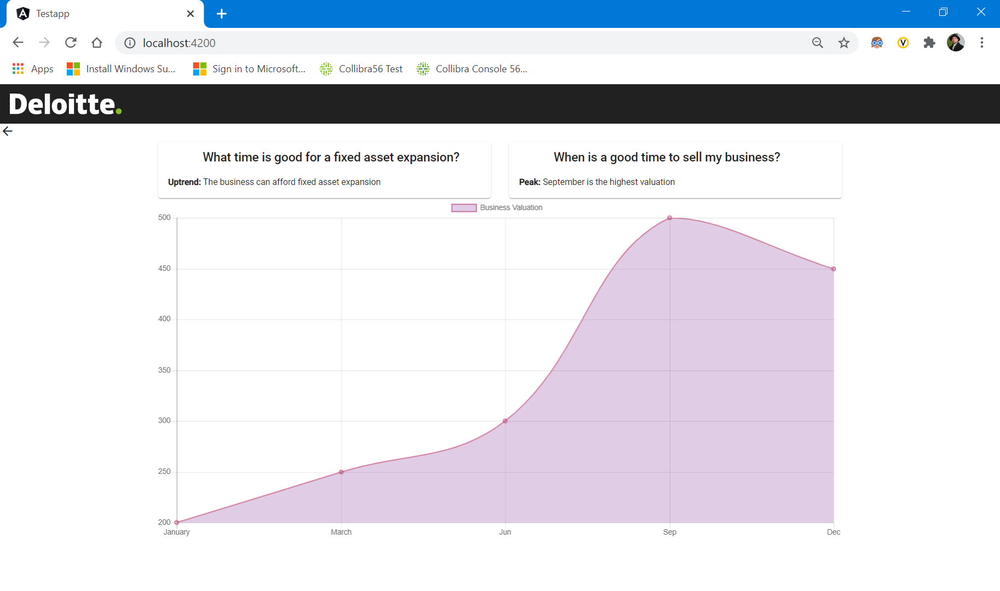 Testapp
localhost:4200
Apps
Install Windows Su...
Sign in to Microsoft...
Collibra56 Test
Collibra Console 56...
Deloitte.
What time is good for a fixed asset expansion?
Uptrend: The business can afford fixed asset expansion
When is a good time to sell my business?
Peak: September is the highest valuation
Business Valuation
500
450
400
350
300
250
200
January March Jun Sep Dec